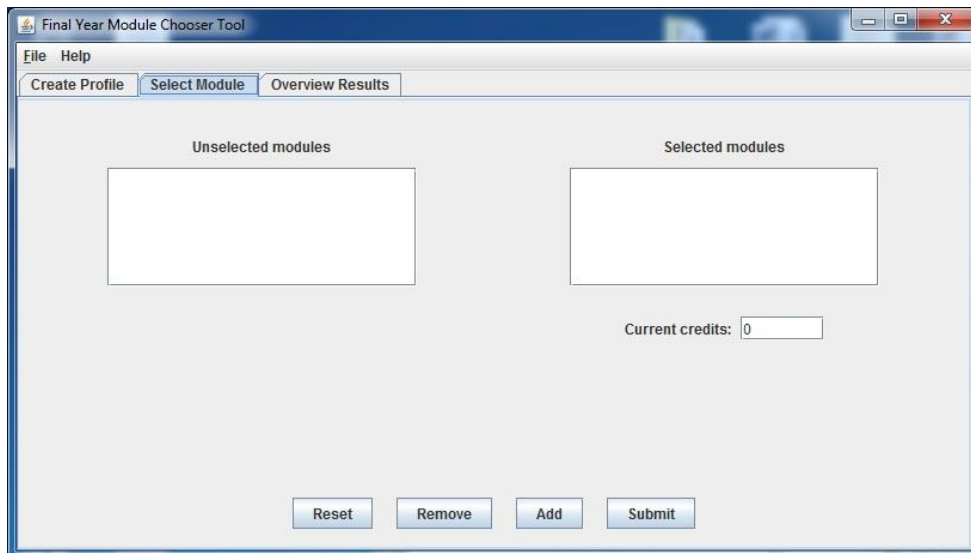 Final Year Module Chooser Tool
File Help
Create Profile Select Module Overview Results
Unselected modules Selected modules
Current credits: 0
Reset Remove Add Submit